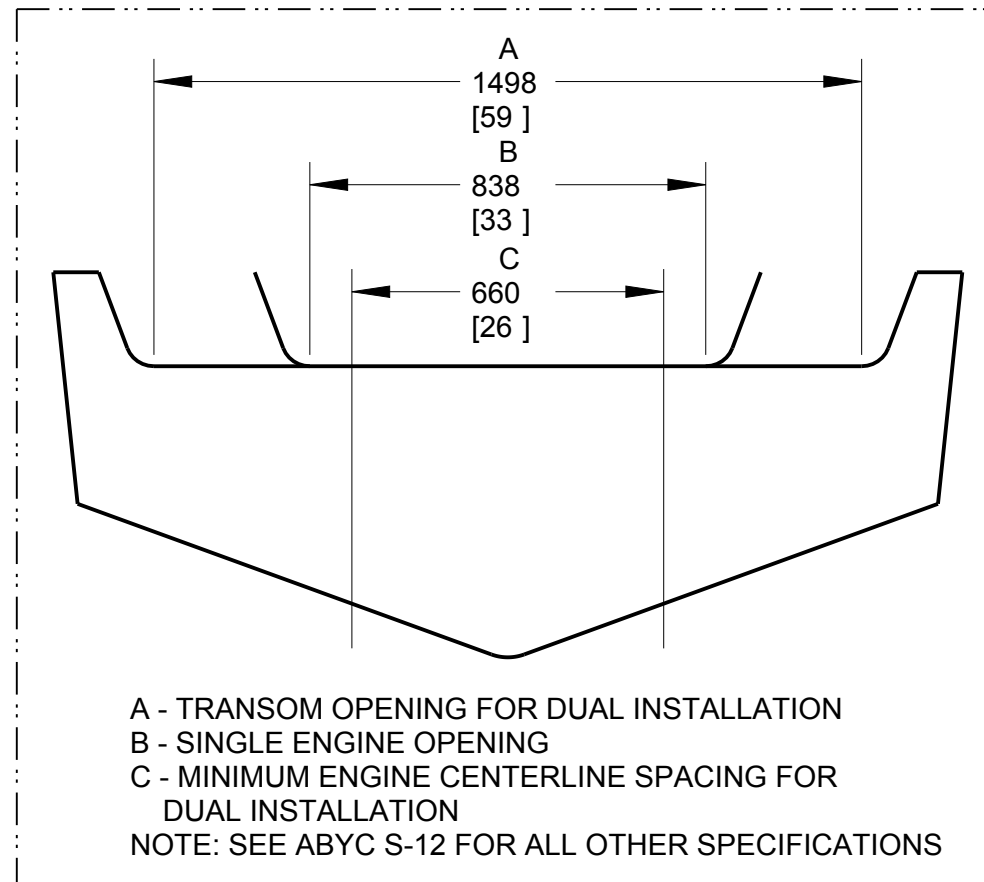 A
1498
[59 ]
B
838
[33 ]
C
660
[26 ]
A - TRANSOM OPENING FOR DUAL INSTALLATION
B - SINGLE ENGINE OPENING
C - MINIMUM ENGINE CENTERLINE SPACING FOR
DUAL INSTALLATION
NOTE: SEE ABYC S-12 FOR ALL OTHER SPECIFICATIONS